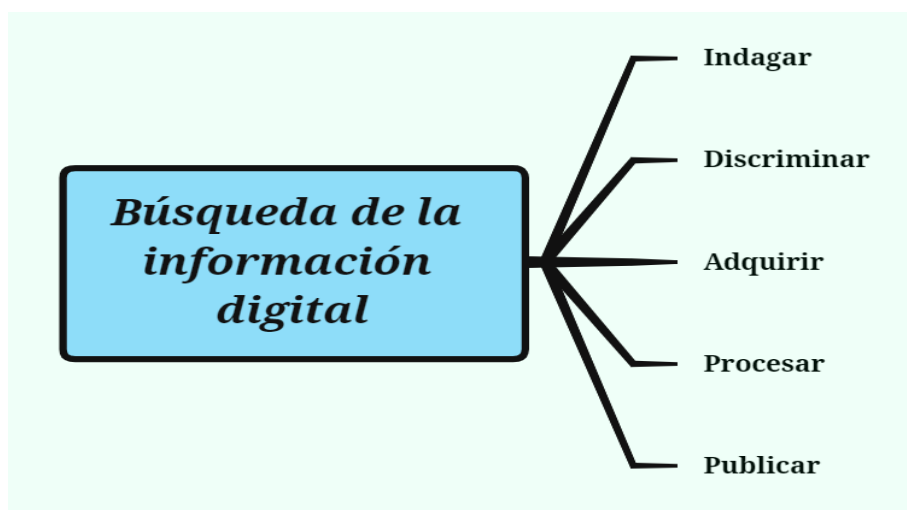 Búsqueda de la
información
digital
Indagar
Discriminar
Adquirir
Procesar
Publicar